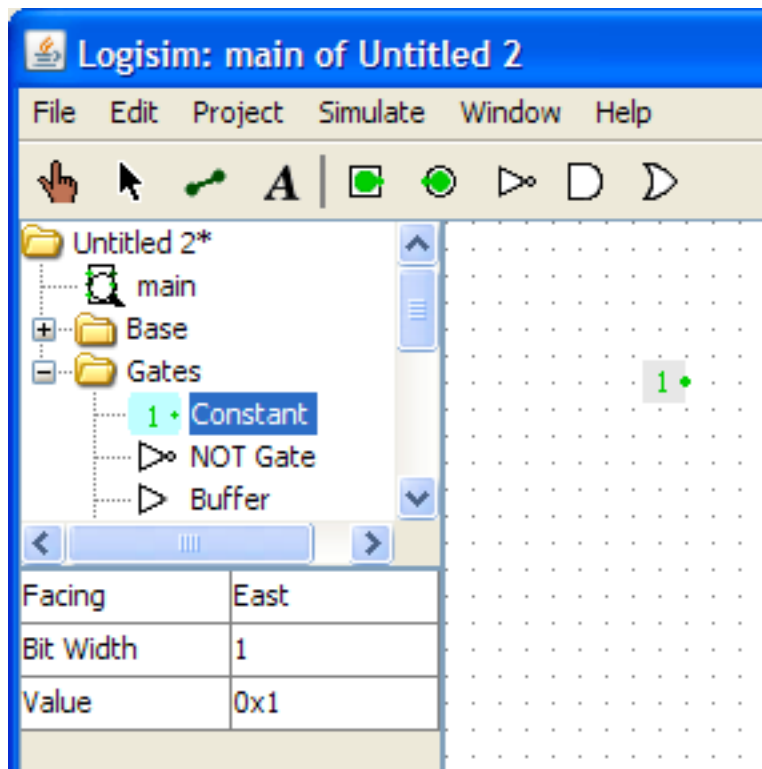 Logisim: main of Untitled 2
File Edit Project Simulate Window Help
A
Untitled 2*
main
Base
Gates
1 Constant
NOT Gate
Buffer
1
Facing East
Bit Width 1
Value 0x1